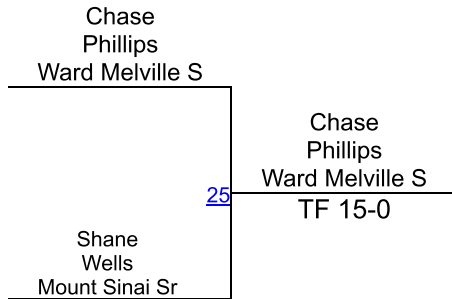 Chase
Phillips
Ward Melville S
Chase
Phillips
Ward Melville S
25
TF 15-0
Shane
Wells
Mount Sinai Sr